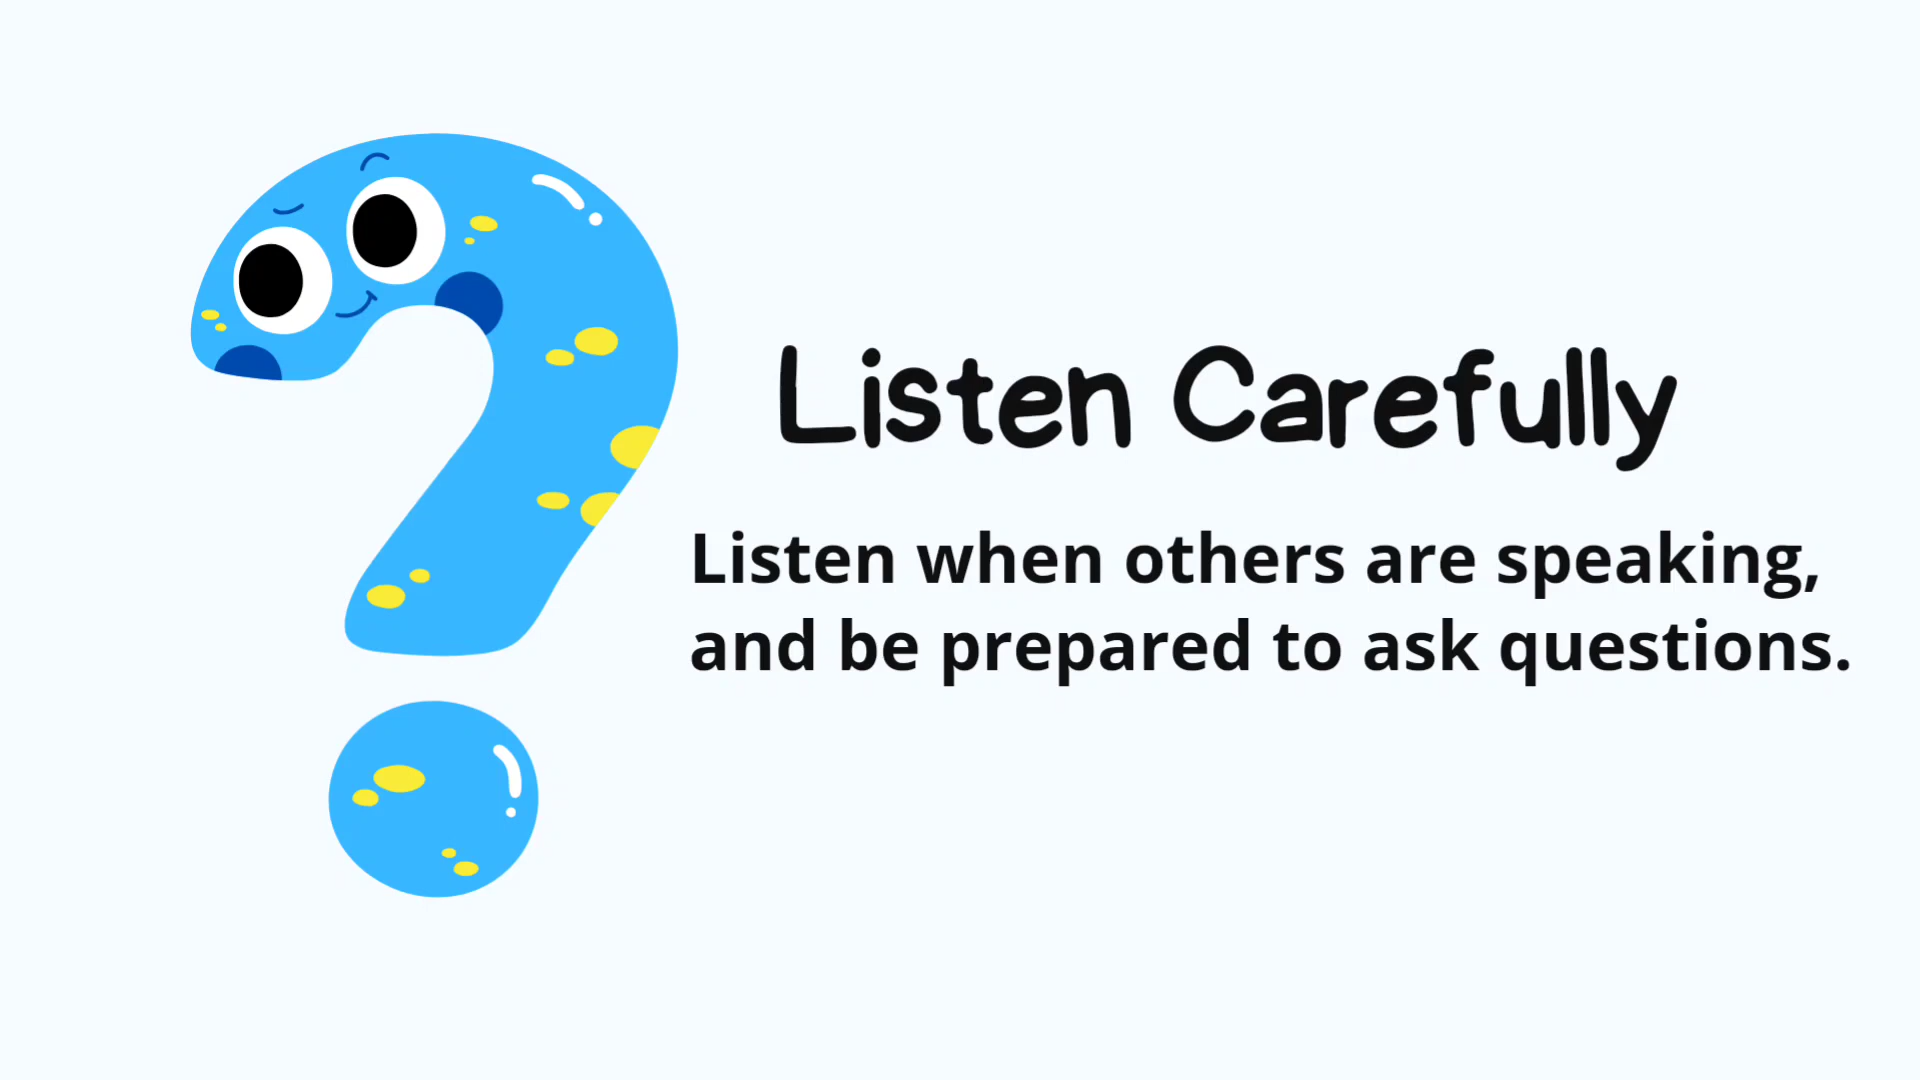 Listen Carefully
Listen when others are speaking,
and be prepared to ask questions.